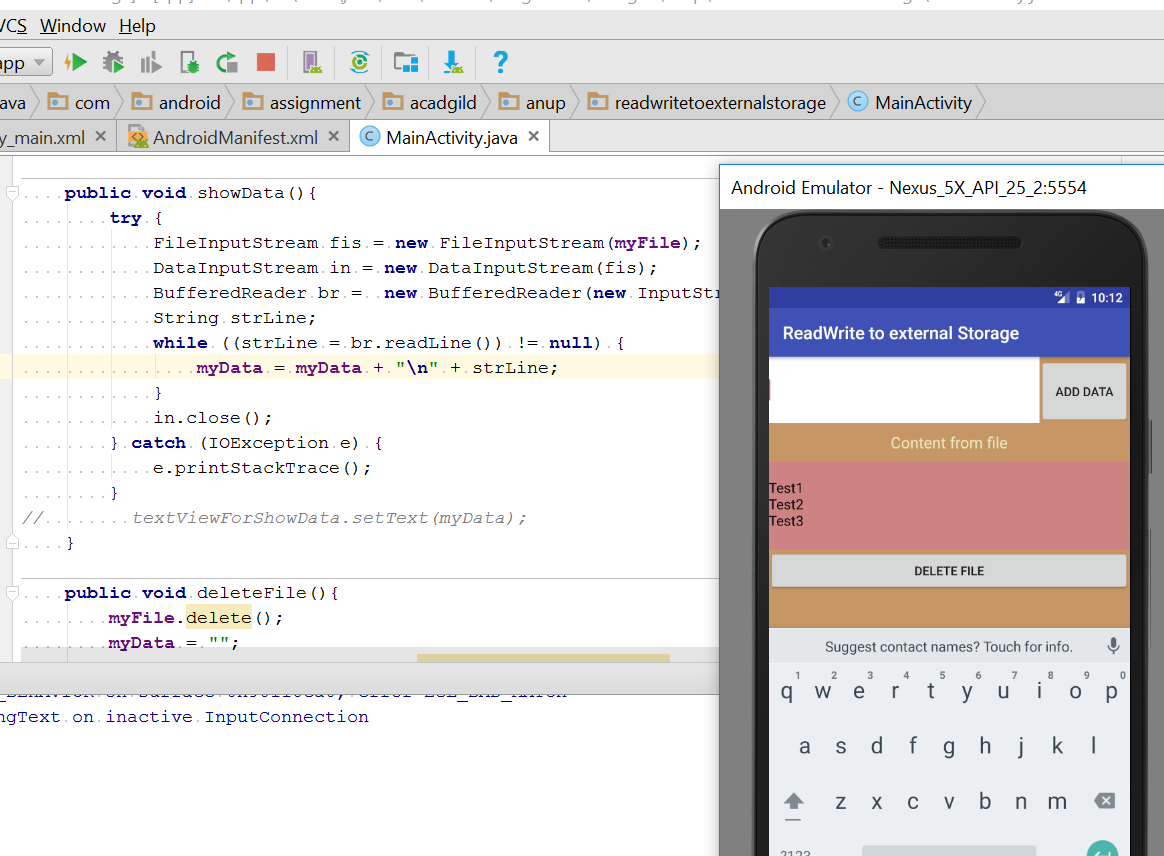 VCS Window Help
app
ava com android assignment acadgild anup readwritetoexternalstorage MainActivity
y_main.xml AndroidManifest.xml MainActivity.java
public void showData(){
try {
FileInputStream fis = new FileInputStream(myFile);
DataInputStream in = new DataInputStream(fis);
BufferedReader br = new BufferedReader(new InputStr
String strLine;
while ((strLine = br.readLine()) != null) {
myData = myData + "\n" + strLine;
}
in.close();
} catch (IOException e) {
e.printStackTrace();
}
// textViewForShowData.setText(myData);
}
public void deleteFile(){
myFile.delete();
myData = "";
ngText on inactive InputConnection
Android Emulator - Nexus_5X_API_25_2:5554
4G 10:12
ReadWrite to external Storage
ADD DATA
Content from file
Test1
Test2
Test3
DELETE FILE
Suggest contact names? Touch for info.
1 2 3 4 5 6 7 8 9 0
q w e r t y u i o p
a s d f g h j k l
z x c v b n m
?123